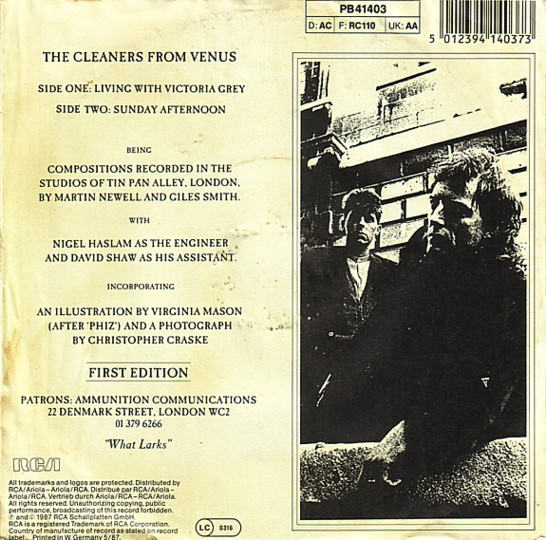 PB41403
D: AC F: RC110 UK: AA
5 012394 140373
THE CLEANERS FROM VENUS
SIDE ONE: LIVING WITH VICTORIA GREY
SIDE TWO: SUNDAY AFTERNOON
BEING
COMPOSITIONS RECORDED IN THE
STUDIOS OF TIN PAN ALLEY, LONDON,
BY MARTIN NEWELL AND GILES SMITH.
WITH
NIGEL HASLAM AS THE ENGINEER
AND DAVID SHAW AS HIS ASSISTANT.
INCORPORATING
AN ILLUSTRATION BY VIRGINIA MASON
(AFTER 'PHIZ') AND A PHOTOGRAPH
BY CHRISTOPHER CRASKE
FIRST EDITION
PATRONS: AMMUNITION COMMUNICATIONS
22 DENMARK STREET, LONDON WC2
01 379 6266
"What Larks"
RCA
All trademarks and logos are protected. Distributed by
RCA/Ariola – Ariola/RCA. Distribué par RCA/Ariola –
Ariola/RCA. Vertrieb durch Ariola/RCA – RCA/Ariola.
All rights reserved. Unauthorizing copying, public
performance, broadcasting of this record forbidden.
℗ and © 1987 RCA Schallplatten GmbH.
RCA is a registered Trademark of RCA Corporation.
Country of manufacture of record as stated on record
label... Printed in W. Germany 5/87.
LC 0316